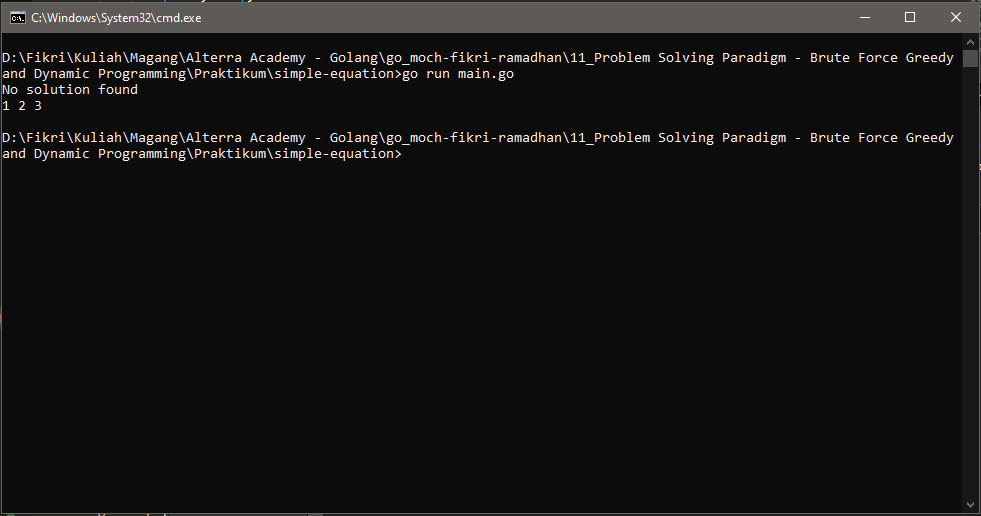 C:\Windows\System32\cmd.exe
D:\Fikri\Kuliah\Magang\Alterra Academy - Golang\go_moch-fikri-ramadhan\11_Problem Solving Paradigm - Brute Force Greedy
and Dynamic Programming\Praktikum\simple-equation>go run main.go
No solution found
1 2 3
D:\Fikri\Kuliah\Magang\Alterra Academy - Golang\go_moch-fikri-ramadhan\11_Problem Solving Paradigm - Brute Force Greedy
and Dynamic Programming\Praktikum\simple-equation>